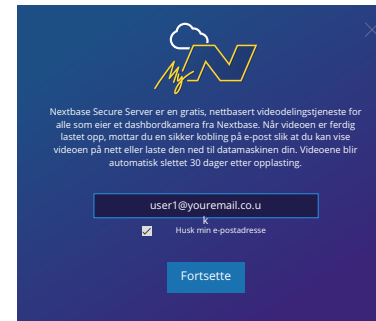 My N
Nextbase Secure Server er en gratis, nettbasert videodelingstjeneste for
alle som eier et dashbordkamera fra Nextbase. Når videoen er ferdig
lastet opp, mottar du en sikker kobling på e-post slik at du kan vise
videoen på nett eller laste den ned til datamaskinen din. Videoene blir
automatisk slettet 30 dager etter opplasting.
user1@youremail.co.u
k
Husk min e-postadresse
Fortsette